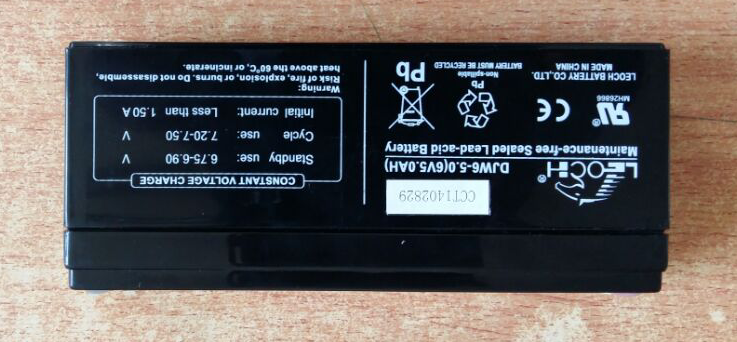 CCT1402829
LEOCH®
DJW6-5.0(6V5.0AH)
Maintenance-free Sealed Lead-acid Battery
MH26866
Pb
Pb
Non-spillable
BATTERY MUST BE RECYCLED
LEOCH BATTERY CO.,LTD.
MADE IN CHINA
CONSTANT VOLTAGE CHARGE
Standby use: 6.75-6.90 V
Cycle use: 7.20-7.50 V
Initial current: Less than 1.50 A
Warning:
Risk of fire, explosion, or burns. Do not disassemble,
heat above the 60°C, or incinerate.